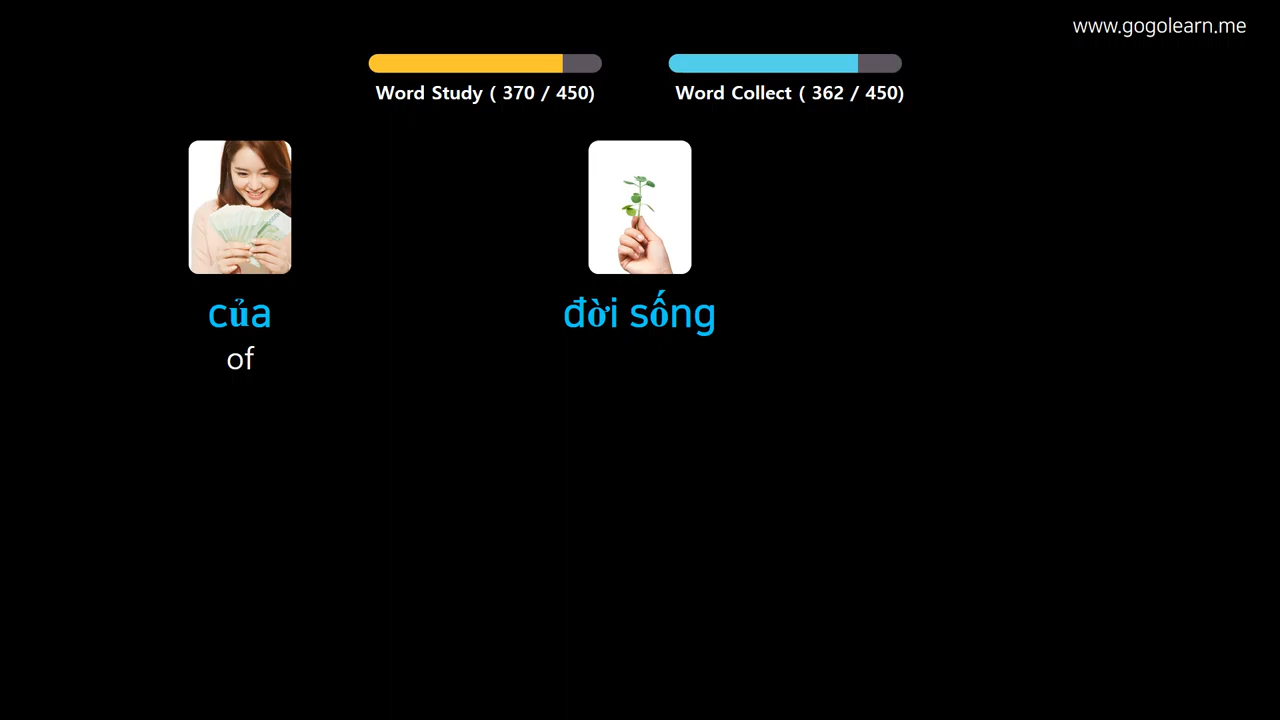 www.gogolearn.me
Word Study ( 370 / 450)
Word Collect ( 362 / 450)
của
đời sống
of